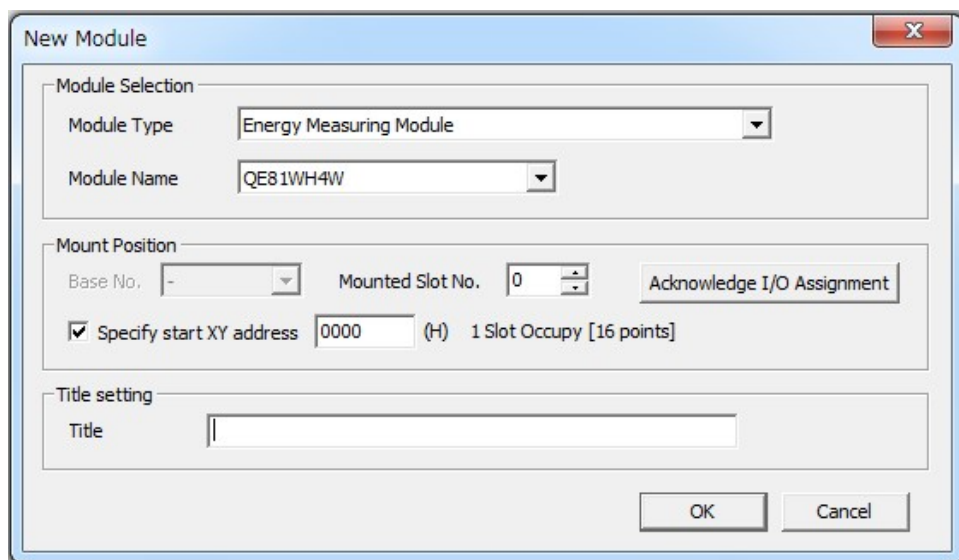 New Module
Module Selection
Module Type Energy Measuring Module
Module Name QE81WH4W
Mount Position
Base No. - Mounted Slot No. 0 Acknowledge I/O Assignment
Specify start XY address 0000 (H) 1 Slot Occupy [16 points]
Title setting
Title
OK Cancel